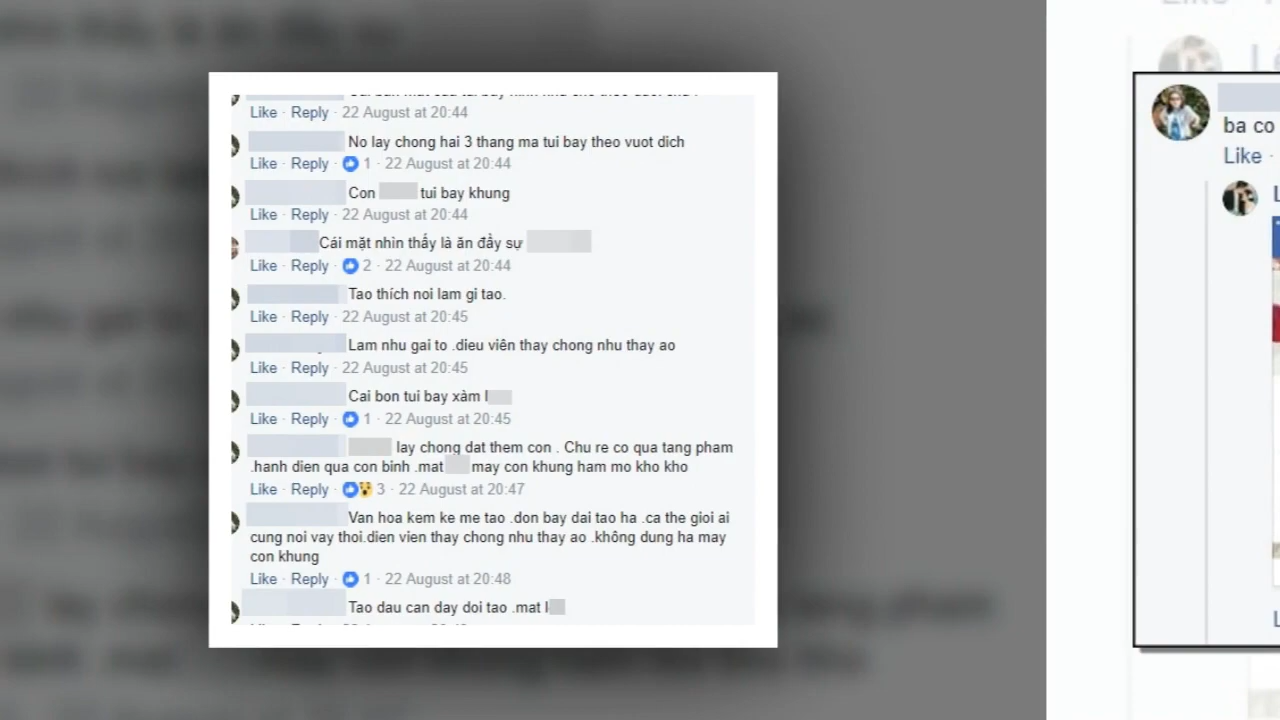 Like · Reply · 22 August at 20:44
No lay chong hai 3 thang ma tui bay theo vuot dich
Like · Reply · 1 · 22 August at 20:44
Con tui bay khung
Like · Reply · 22 August at 20:44
Cái mặt nhìn thấy là ăn đầy sự
Like · Reply · 2 · 22 August at 20:44
Tao thích noi lam gi tao.
Like · Reply · 22 August at 20:45
Lam nhu gai to .dieu viên thay chong nhu thay ao
Like · Reply · 22 August at 20:45
Cai bon tui bay xàm l
Like · Reply · 1 · 22 August at 20:45
lay chong dat them con . Chu re co qua tang pham
.hanh dien qua con binh .mat may con khung ham mo kho kho
Like · Reply · 3 · 22 August at 20:47
Van hoa kem ke me tao .don bay dai tao ha .ca the gioi ai
cung noi vay thoi.dien vien thay chong nhu thay ao .không dung ha may
con khung
Like · Reply · 1 · 22 August at 20:48
Tao dau can day doi tao .mat l
ba co
Like ·